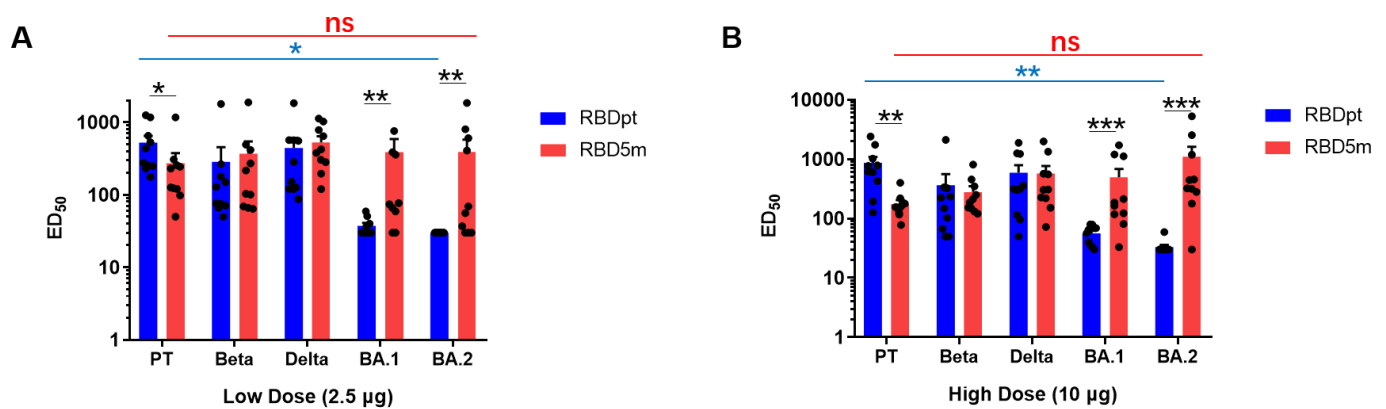 A
ns
*
*
**
**
1000
100
10
1
ED50
PT Beta Delta BA.1 BA.2
Low Dose (2.5 µg)
RBDpt
RBD5m
B
ns
**
**
***
***
10000
1000
100
10
1
ED50
PT Beta Delta BA.1 BA.2
High Dose (10 µg)
RBDpt
RBD5m